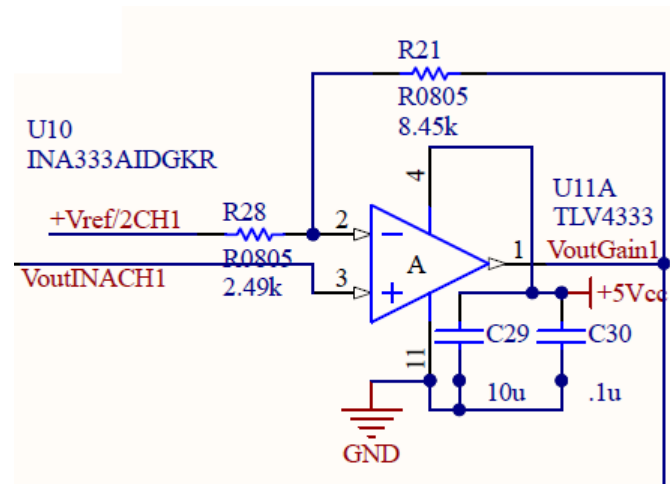 R21
R0805
8.45k
U10
INA333AIDGKR
4
U11A
TLV4333
+Vref/2CH1
R28
2
1
VoutGain1
R0805
A
VoutINACH1
2.49k
3
+5Vcc
C29
C30
11
10u
.1u
GND